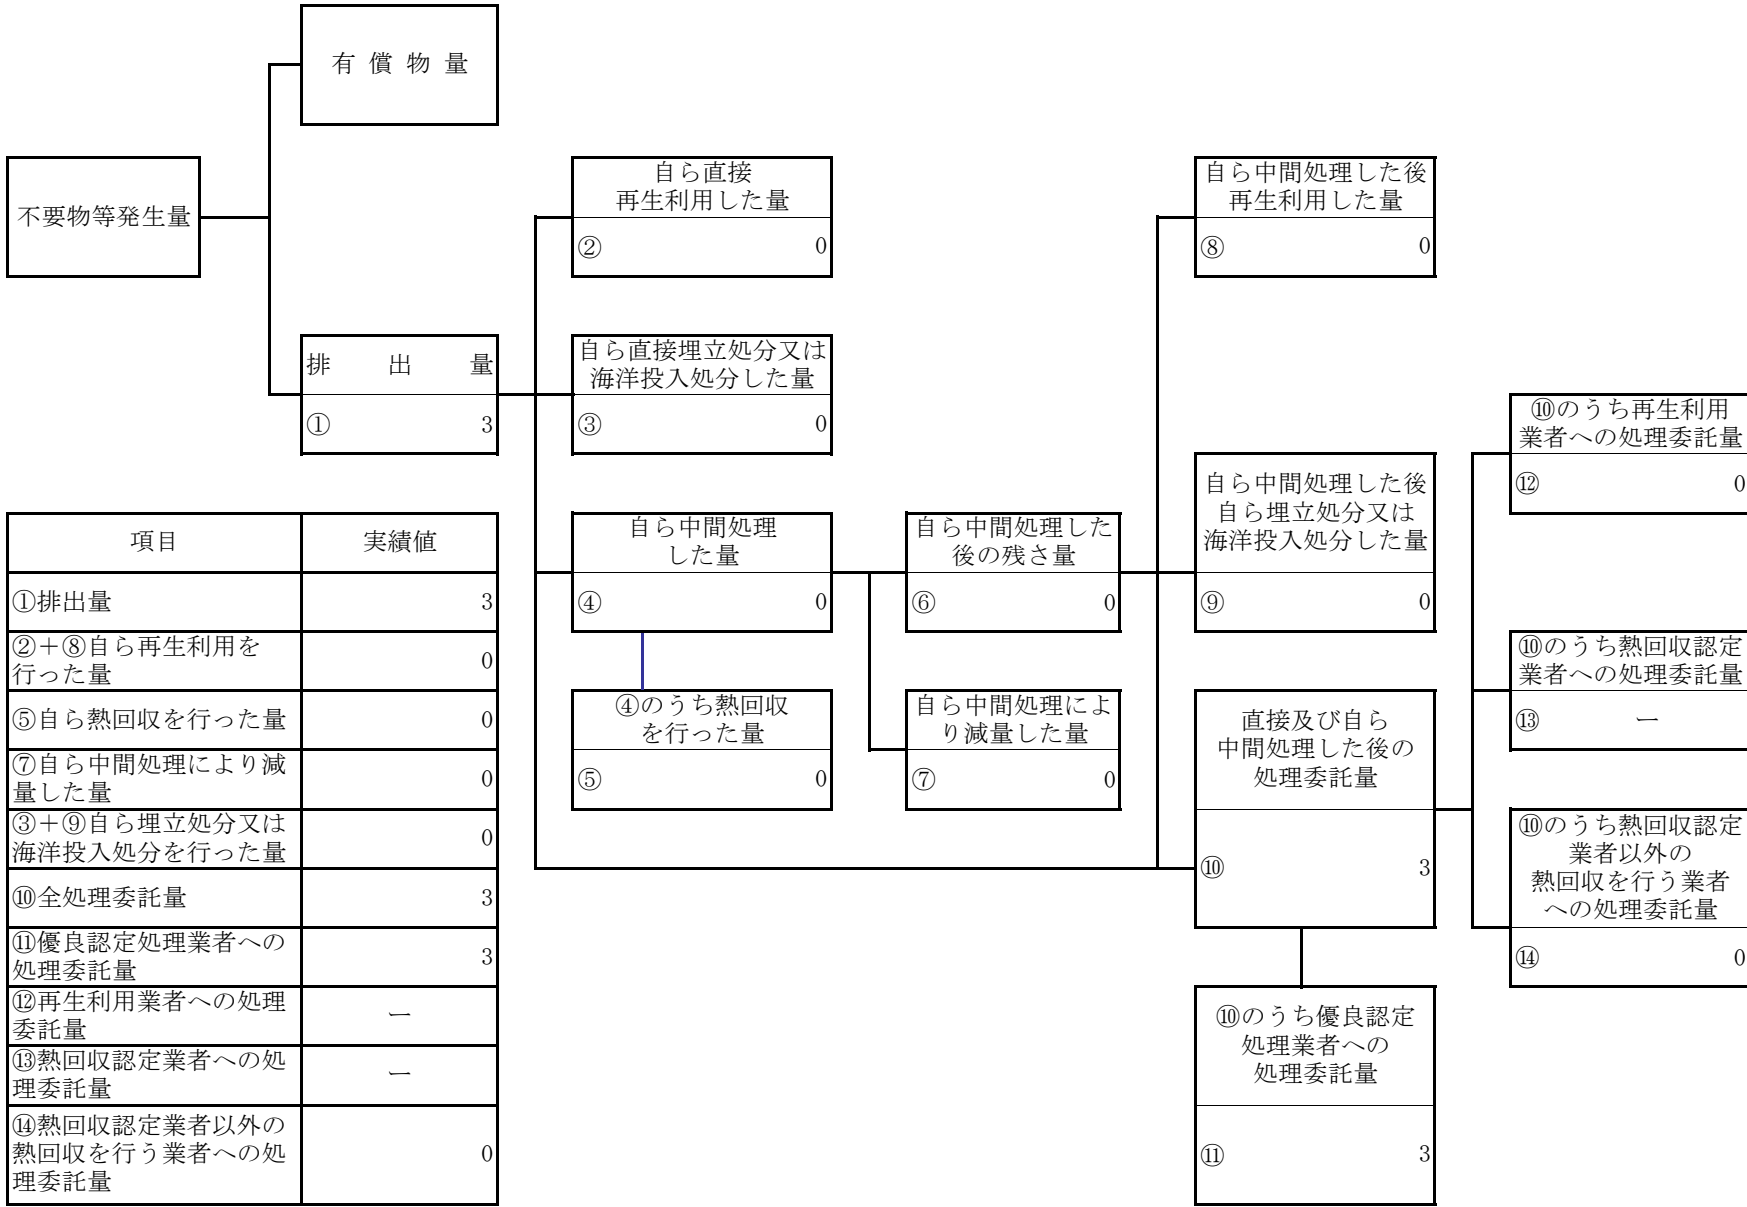 有 償 物 量
不要物等発生量
自ら直接
再生利用した量
② 0
自ら中間処理した後
再生利用した量
⑧ 0
排 出 量
① 3
自ら直接埋立処分又は
海洋投入処分した量
③ 0
⑩のうち再生利用
業者への処理委託量
⑫ 0
自ら中間処理した後
自ら埋立処分又は
海洋投入処分した量
⑨ 0
自ら中間処理
した量
④ 0
自ら中間処理した
後の残さ量
⑥ 0
⑩のうち熱回収認定
業者への処理委託量
⑬ ー
④のうち熱回収
を行った量
⑤ 0
自ら中間処理によ
り減量した量
⑦ 0
直接及び自ら
中間処理した後の
処理委託量
⑩ 3
⑩のうち熱回収認定
業者以外の
熱回収を行う業者
への処理委託量
⑭ 0
⑩のうち優良認定
処理業者への
処理委託量
⑪ 3
項目 実績値
①排出量 3
②＋⑧自ら再生利用を
行った量 0
⑤自ら熱回収を行った量 0
⑦自ら中間処理により減
量した量 0
③＋⑨自ら埋立処分又は
海洋投入処分を行った量 0
⑩全処理委託量 3
⑪優良認定処理業者への
処理委託量 3
⑫再生利用業者への処理
委託量 ー
⑬熱回収認定業者への処
理委託量 ー
⑭熱回収認定業者以外の
熱回収を行う業者への処
理委託量 0